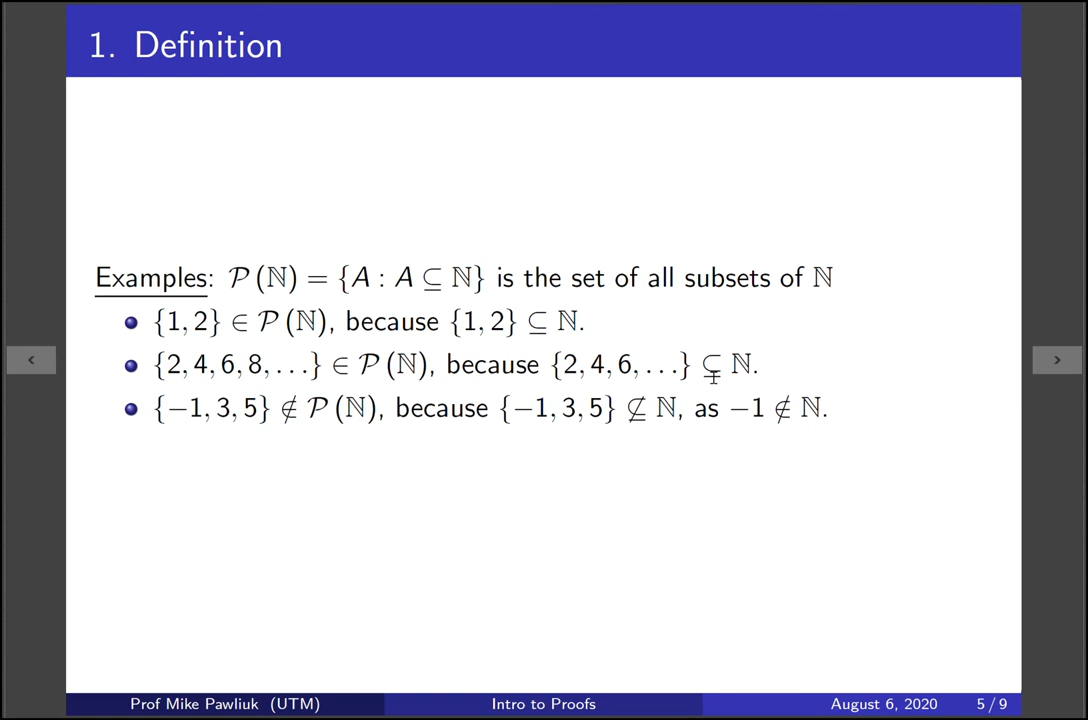 1. Definition
Examples: 𝒫(ℕ) = {A : A ⊆ ℕ} is the set of all subsets of ℕ
{1, 2} ∈ 𝒫(ℕ), because {1, 2} ⊆ ℕ.
{2, 4, 6, 8, . . .} ∈ 𝒫(ℕ), because {2, 4, 6, . . .} ⊆ ℕ.
{−1, 3, 5} ∉ 𝒫(ℕ), because {−1, 3, 5} ⊈ ℕ, as −1 ∉ ℕ.
Prof Mike Pawliuk (UTM) Intro to Proofs August 6, 2020 5 / 9